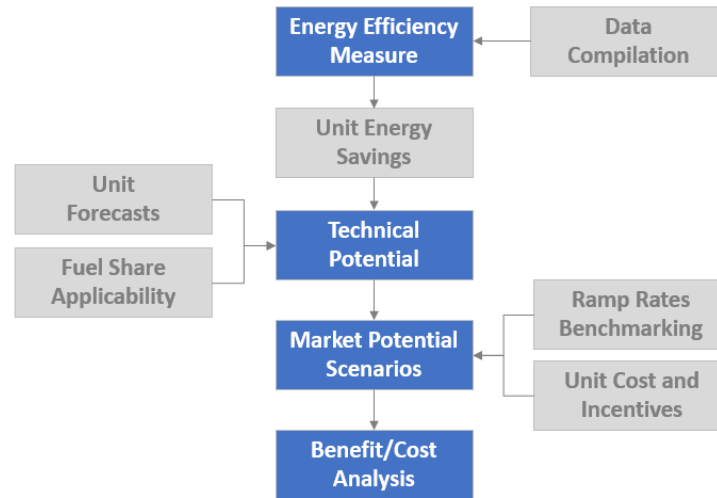 Energy Efficiency
Measure
Data
Compilation
Unit Energy
Savings
Unit
Forecasts
Fuel Share
Applicability
Technical
Potential
Ramp Rates
Benchmarking
Market Potential
Scenarios
Unit Cost and
Incentives
Benefit/Cost
Analysis